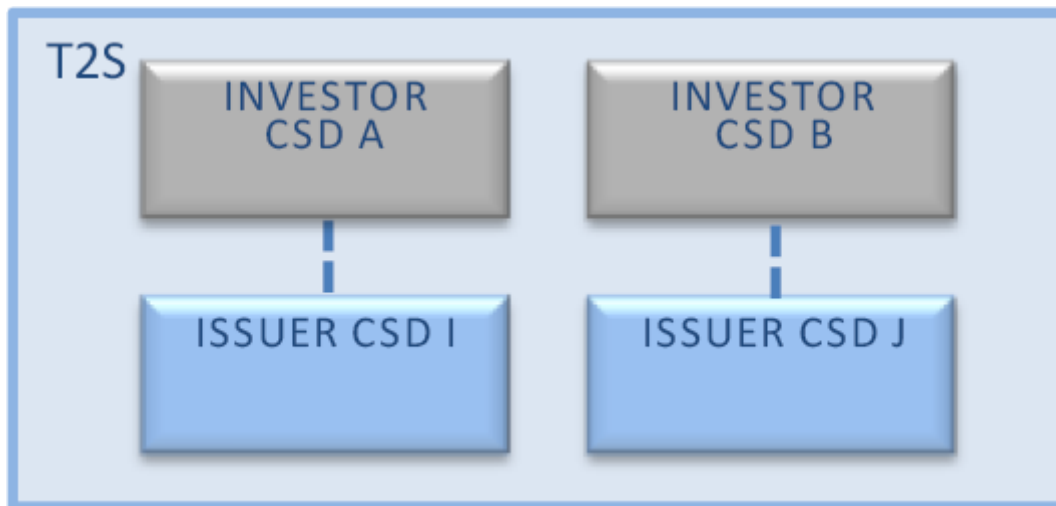 T2S
INVESTOR
CSD A
INVESTOR
CSD B
ISSUER CSD I
ISSUER CSD J